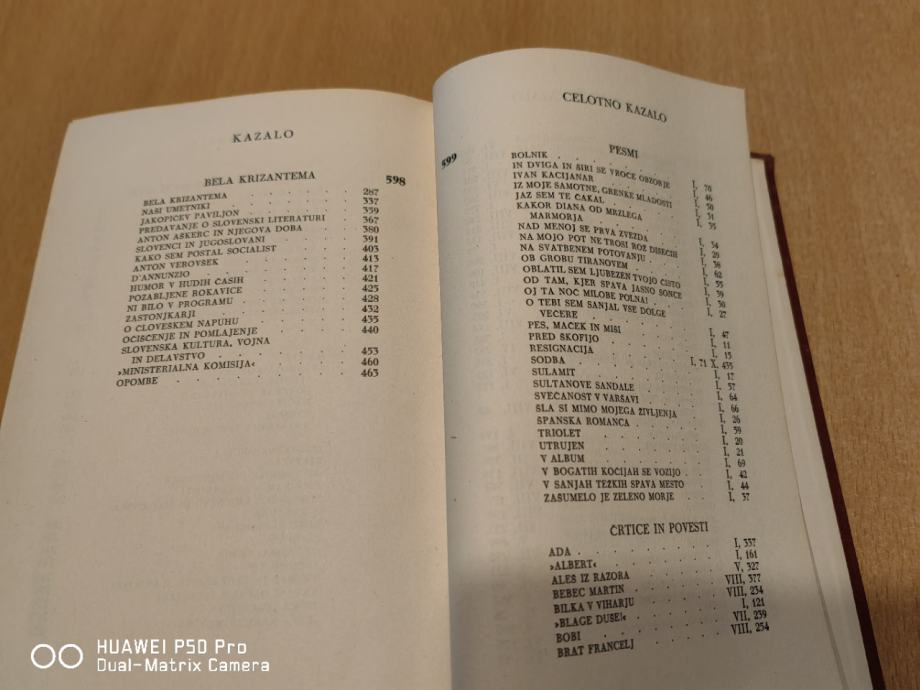 KAZALO
BELA KRIZANTEMA 598
BELA KRIZANTEMA . . . . . 287
NAŠI UMETNIKI . . . . . 337
JAKOPIČEV PAVILJON . . . . . 339
PREDAVANJE O SLOVENSKI LITERATURI . . 367
ANTON AŠKERC IN NJEGOVA DOBA . . . 380
SLOVENCI IN JUGOSLOVANI . . . . 391
KAKO SEM POSTAL SOCIALIST . . . . 403
ANTON VEROVŠEK . . . . . 413
D'ANNUNZIO . . . . . 417
HUMOR V HUDIH ČASIH . . . . . 421
POZABLJENE ROKAVICE . . . . . 423
NI BILO V PROGRAMU . . . . . 428
ZASTONJKARJI . . . . . 432
O ČLOVEŠKEM NAPUHU . . . . . 435
OČIŠČENJE IN POMLAJENJE . . . . 440
SLOVENSKA KULTURA, VOJNA
IN DELAVSTVO . . . . . 453
»MINISTERIALNA KOMISIJA« . . . . 460
OPOMBE . . . . . 463
CELOTNO KAZALO
599
PESMI
BOLNIK . . . . . I, 70
IN DVIGA IN ŠIRI SE VROČE OBZORJE I, 46
IVAN KACIJANAR . . . . I, 50
IZ MOJE SAMOTNE, GRENKE MLADOSTI I, 31
JAZ SEM TE ČAKAL . . . . I, 35
KAKOR DIANA OD MRZLEGA
MARMORJA . . . . . I, 34
NAD MENOJ SE PRVA ZVEZDA . . I, 29
NA MOJO POT NE TROSI ROŽ DIŠEČIH I, 38
NA SVATBENEM POTOVANJU . . . I, 62
OB GROBU TIRANOVEM . . . I, 55
OBLATIL SEM LJUBEZEN TVOJO ČISTO I, 39
OD TAM, KJER SPAVA JASNO SONCE I, 30
OJ TA NOČ MILOBE POLNA! . . I, 27
O TEBI SEM SANJAL VSE DOLGE
VEČERE . . . . . I, 47
PES, MAČEK IN MIŠI . . . . I, 11
PRED ŠKOFIJO . . . . . I, 15
RESIGNACIJA . . . . . I, 71 X, 435
SODBA . . . . . I, 17
SULAMIT . . . . . I, 57
SULTANOVE SANDALE . . . . I, 64
SVEČANOST V VARŠAVI . . . . I, 66
ŠLA SI MIMO MOJEGA ŽIVLJENJA . . I, 26
ŠPANSKA ROMANCA . . . . I, 59
TRIOLET . . . . . I, 20
UTRUJEN . . . . . I, 21
V ALBUM . . . . . I, 69
V BOGATIH KOČIJAH SE VOZIJO . . I, 42
V SANJAH TEŽKIH SPAVA MESTO . . I, 44
ZAŠUMELO JE ZELENO MORJE . . I, 37
ČRTICE IN POVESTI
ADA . . . . . I, 337
»ALBERT« . . . . . I, 161
ALEŠ IZ RAZORA . . . . V, 327
BEBEC MARTIN . . . . VIII, 377
BILKA V VIHARJU . . . . VIII, 234
»BLAGE DUŠE!« . . . . I, 121
BOBI . . . . . VII, 239
BRAT FRANCELJ . . . . VIII, 254
HUAWEI P50 Pro
Dual-Matrix Camera